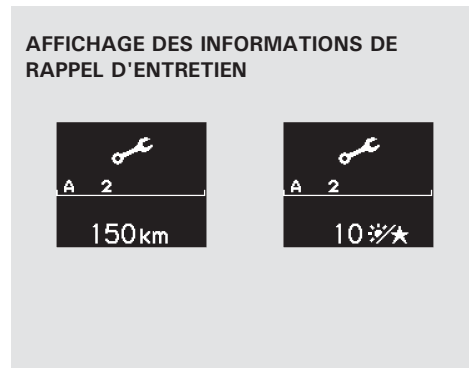 AFFICHAGE DES INFORMATIONS DE
RAPPEL D'ENTRETIEN
A 2
150km
A 2
10